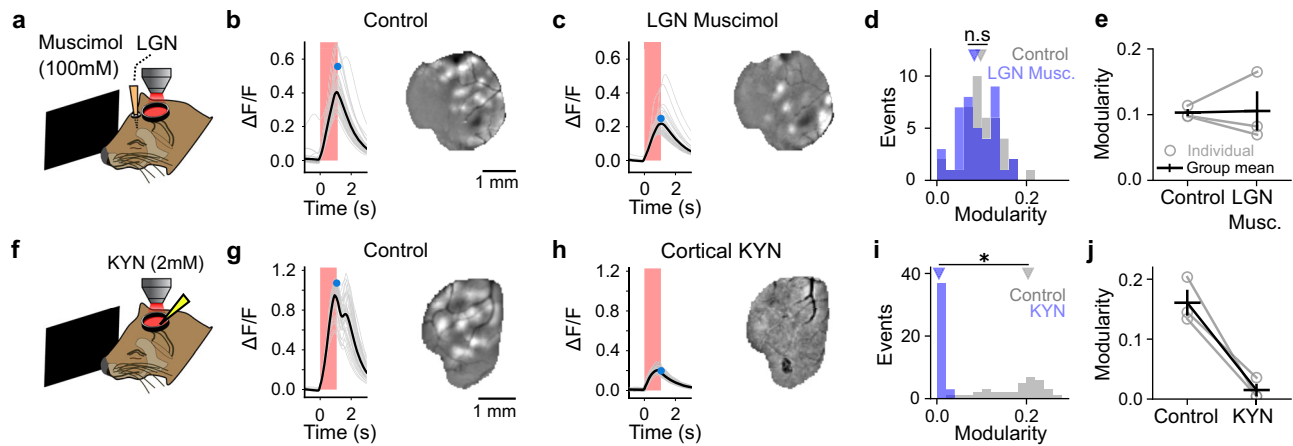 a
Muscimol
(100mM)
LGN
b
Control
ΔF/F
0.6
0.4
0.2
0.0
0
2
Time (s)
1 mm
c
LGN Muscimol
ΔF/F
0.6
0.4
0.2
0.0
0
2
Time (s)
d
n.s
Control
LGN Musc.
Events
10
5
0
0.0
0.2
Modularity
e
Modularity
0.2
0.1
0.0
Individual
Group mean
Control
LGN
Musc.
f
KYN (2mM)
g
Control
ΔF/F
1.2
0.8
0.4
0.0
0
2
Time (s)
1 mm
h
Cortical KYN
ΔF/F
1.2
0.8
0.4
0.0
0
2
Time (s)
i
*
Control
KYN
Events
40
20
0
0.0
0.2
Modularity
j
Modularity
0.2
0.1
0.0
Control
KYN